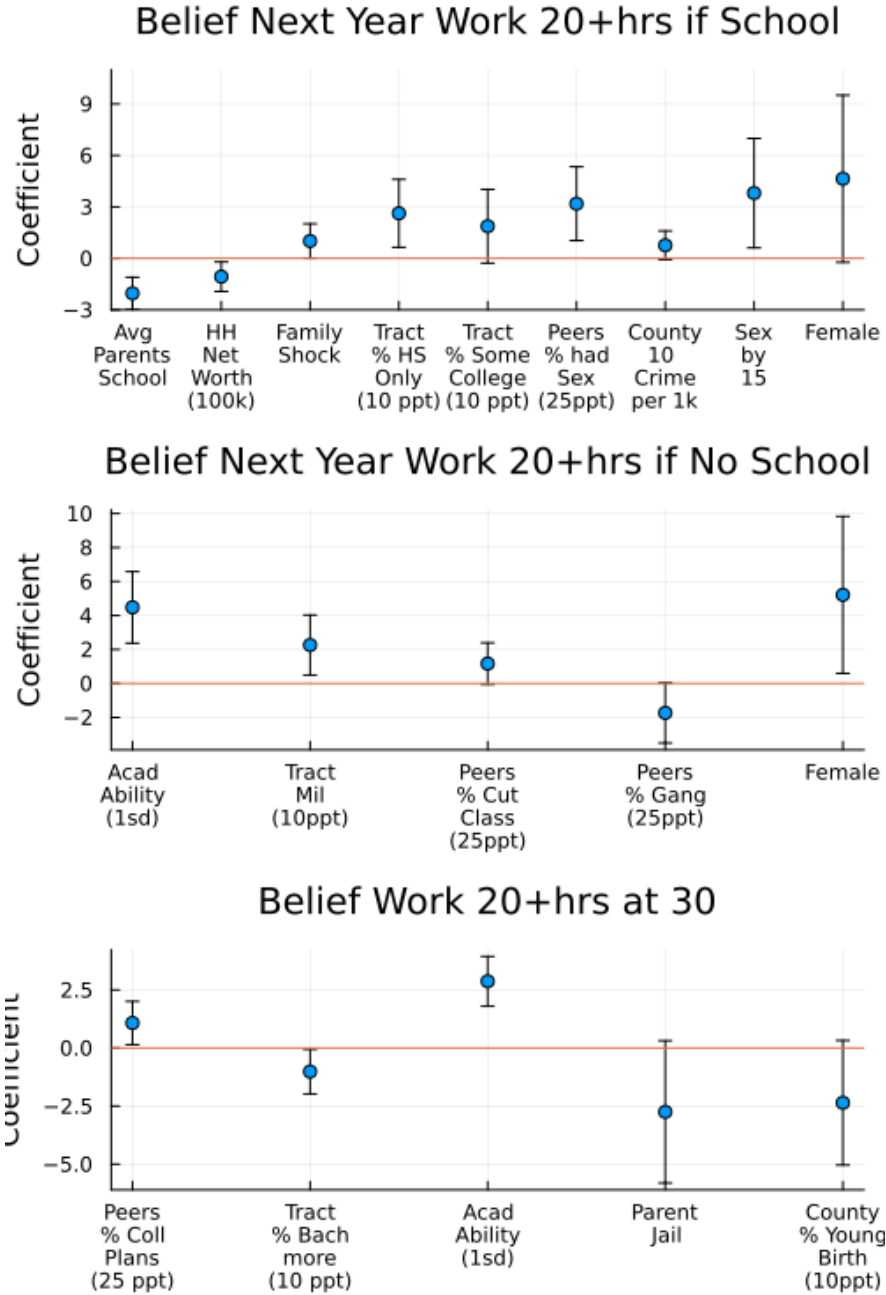 Belief Next Year Work 20+hrs if School
Coefficient
9
6
3
0
−3
Avg Parents School
HH Net Worth (100k)
Family Shock
Tract % HS Only (10 ppt)
Tract % Some College (10 ppt)
Peers % had Sex (25ppt)
County 10 Crime per 1k
Sex by 15
Female
Belief Next Year Work 20+hrs if No School
Coefficient
10
8
6
4
2
0
−2
Acad Ability (1sd)
Tract Mil (10ppt)
Peers % Cut Class (25ppt)
Peers % Gang (25ppt)
Female
Belief Work 20+hrs at 30
Coefficient
2.5
0.0
−2.5
−5.0
Peers % Coll Plans (25 ppt)
Tract % Bach more (10 ppt)
Acad Ability (1sd)
Parent Jail
County % Young Birth (10ppt)